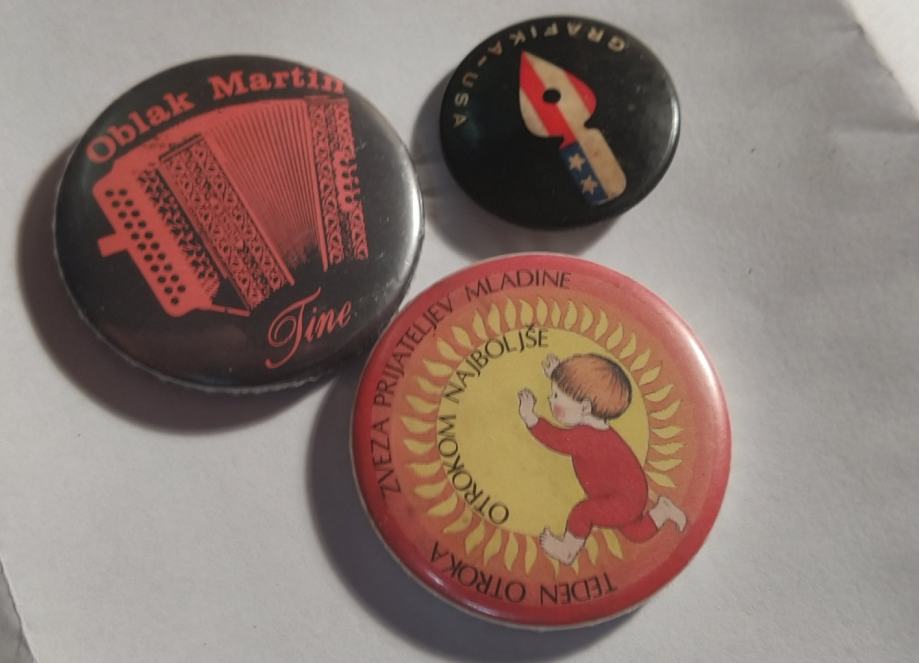 Oblak Martin
Tine
GRAFIKA-USA
ZVEZA PRIJATELJEV MLADINE
OTROKOM NAJBOLJŠE
TEDEN OTROKA